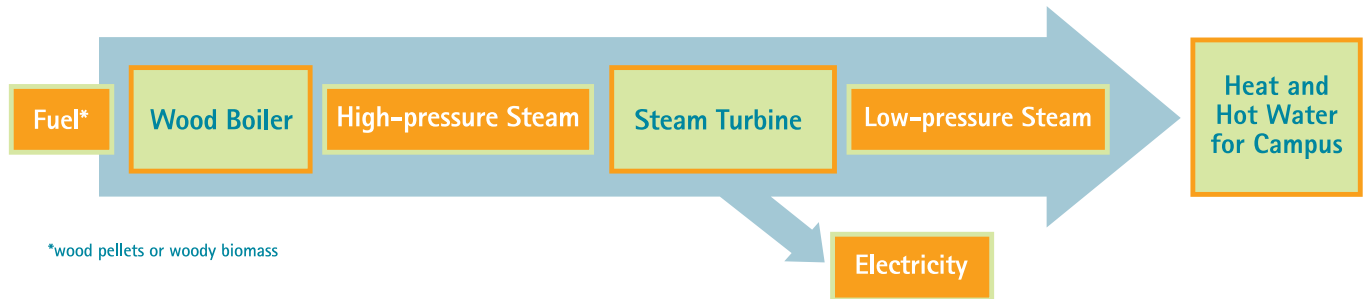 Fuel*
Wood Boiler
High-pressure Steam
Steam Turbine
Low-pressure Steam
Heat and
Hot Water
for Campus
*wood pellets or woody biomass
Electricity